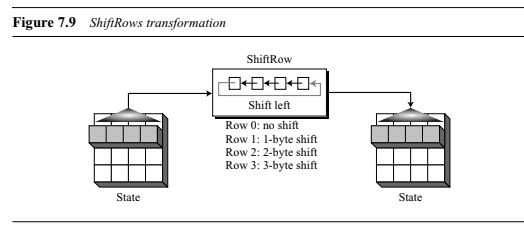 Figure 7.9 ShiftRows transformation
ShiftRow
Shift left
Row 0: no shift
Row 1: 1-byte shift
Row 2: 2-byte shift
Row 3: 3-byte shift
State
State